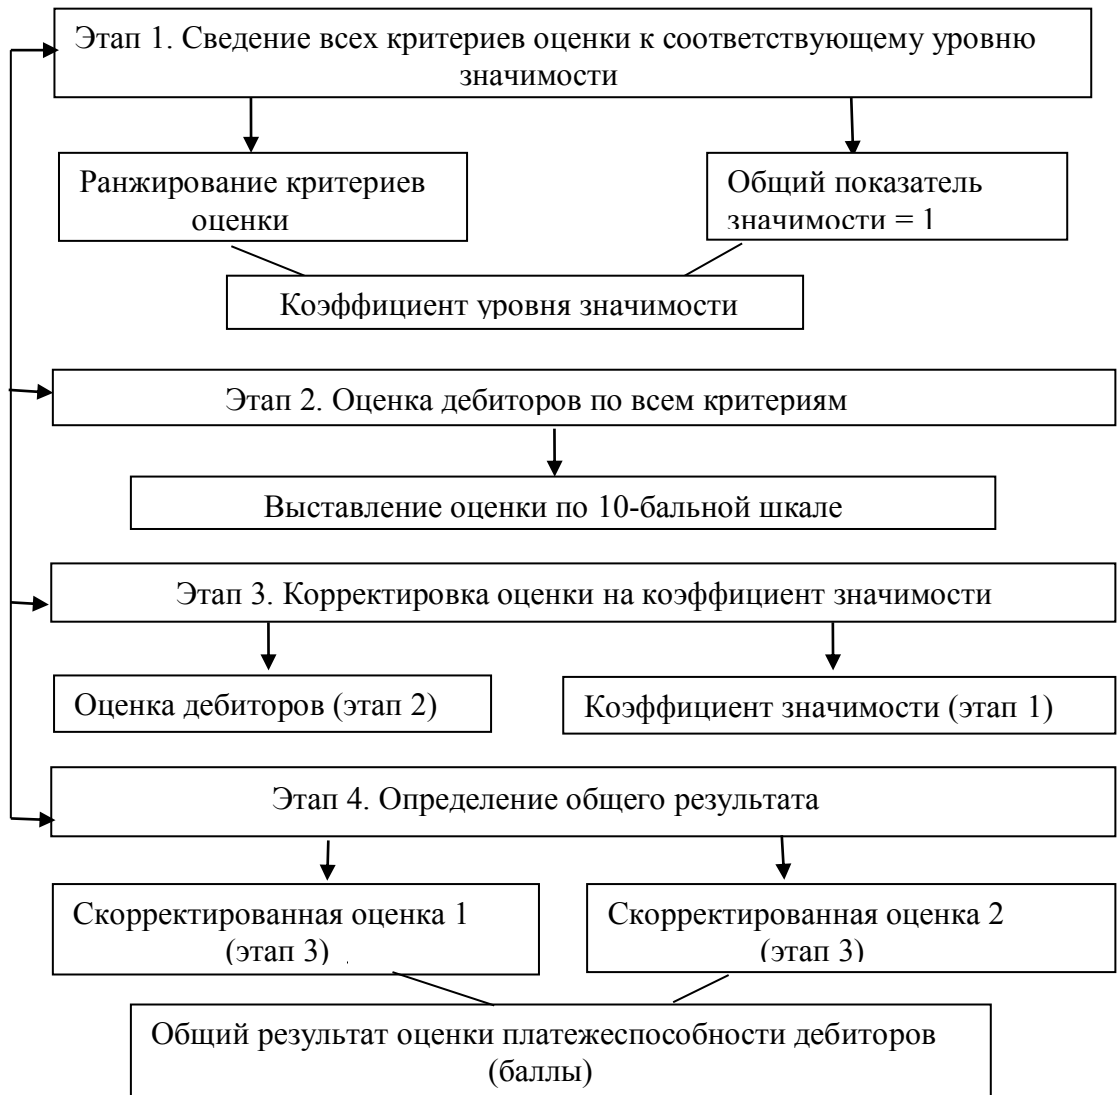 Этап 1. Сведение всех критериев оценки к соответствующему уровню
значимости
Ранжирование критериев
оценки
Общий показатель
значимости = 1
Коэффициент уровня значимости
Этап 2. Оценка дебиторов по всем критериям
Выставление оценки по 10-бальной шкале
Этап 3. Корректировка оценки на коэффициент значимости
Оценка дебиторов (этап 2)
Коэффициент значимости (этап 1)
Этап 4. Определение общего результата
Скорректированная оценка 1
(этап 3)
Скорректированная оценка 2
(этап 3)
Общий результат оценки платежеспособности дебиторов
(баллы)